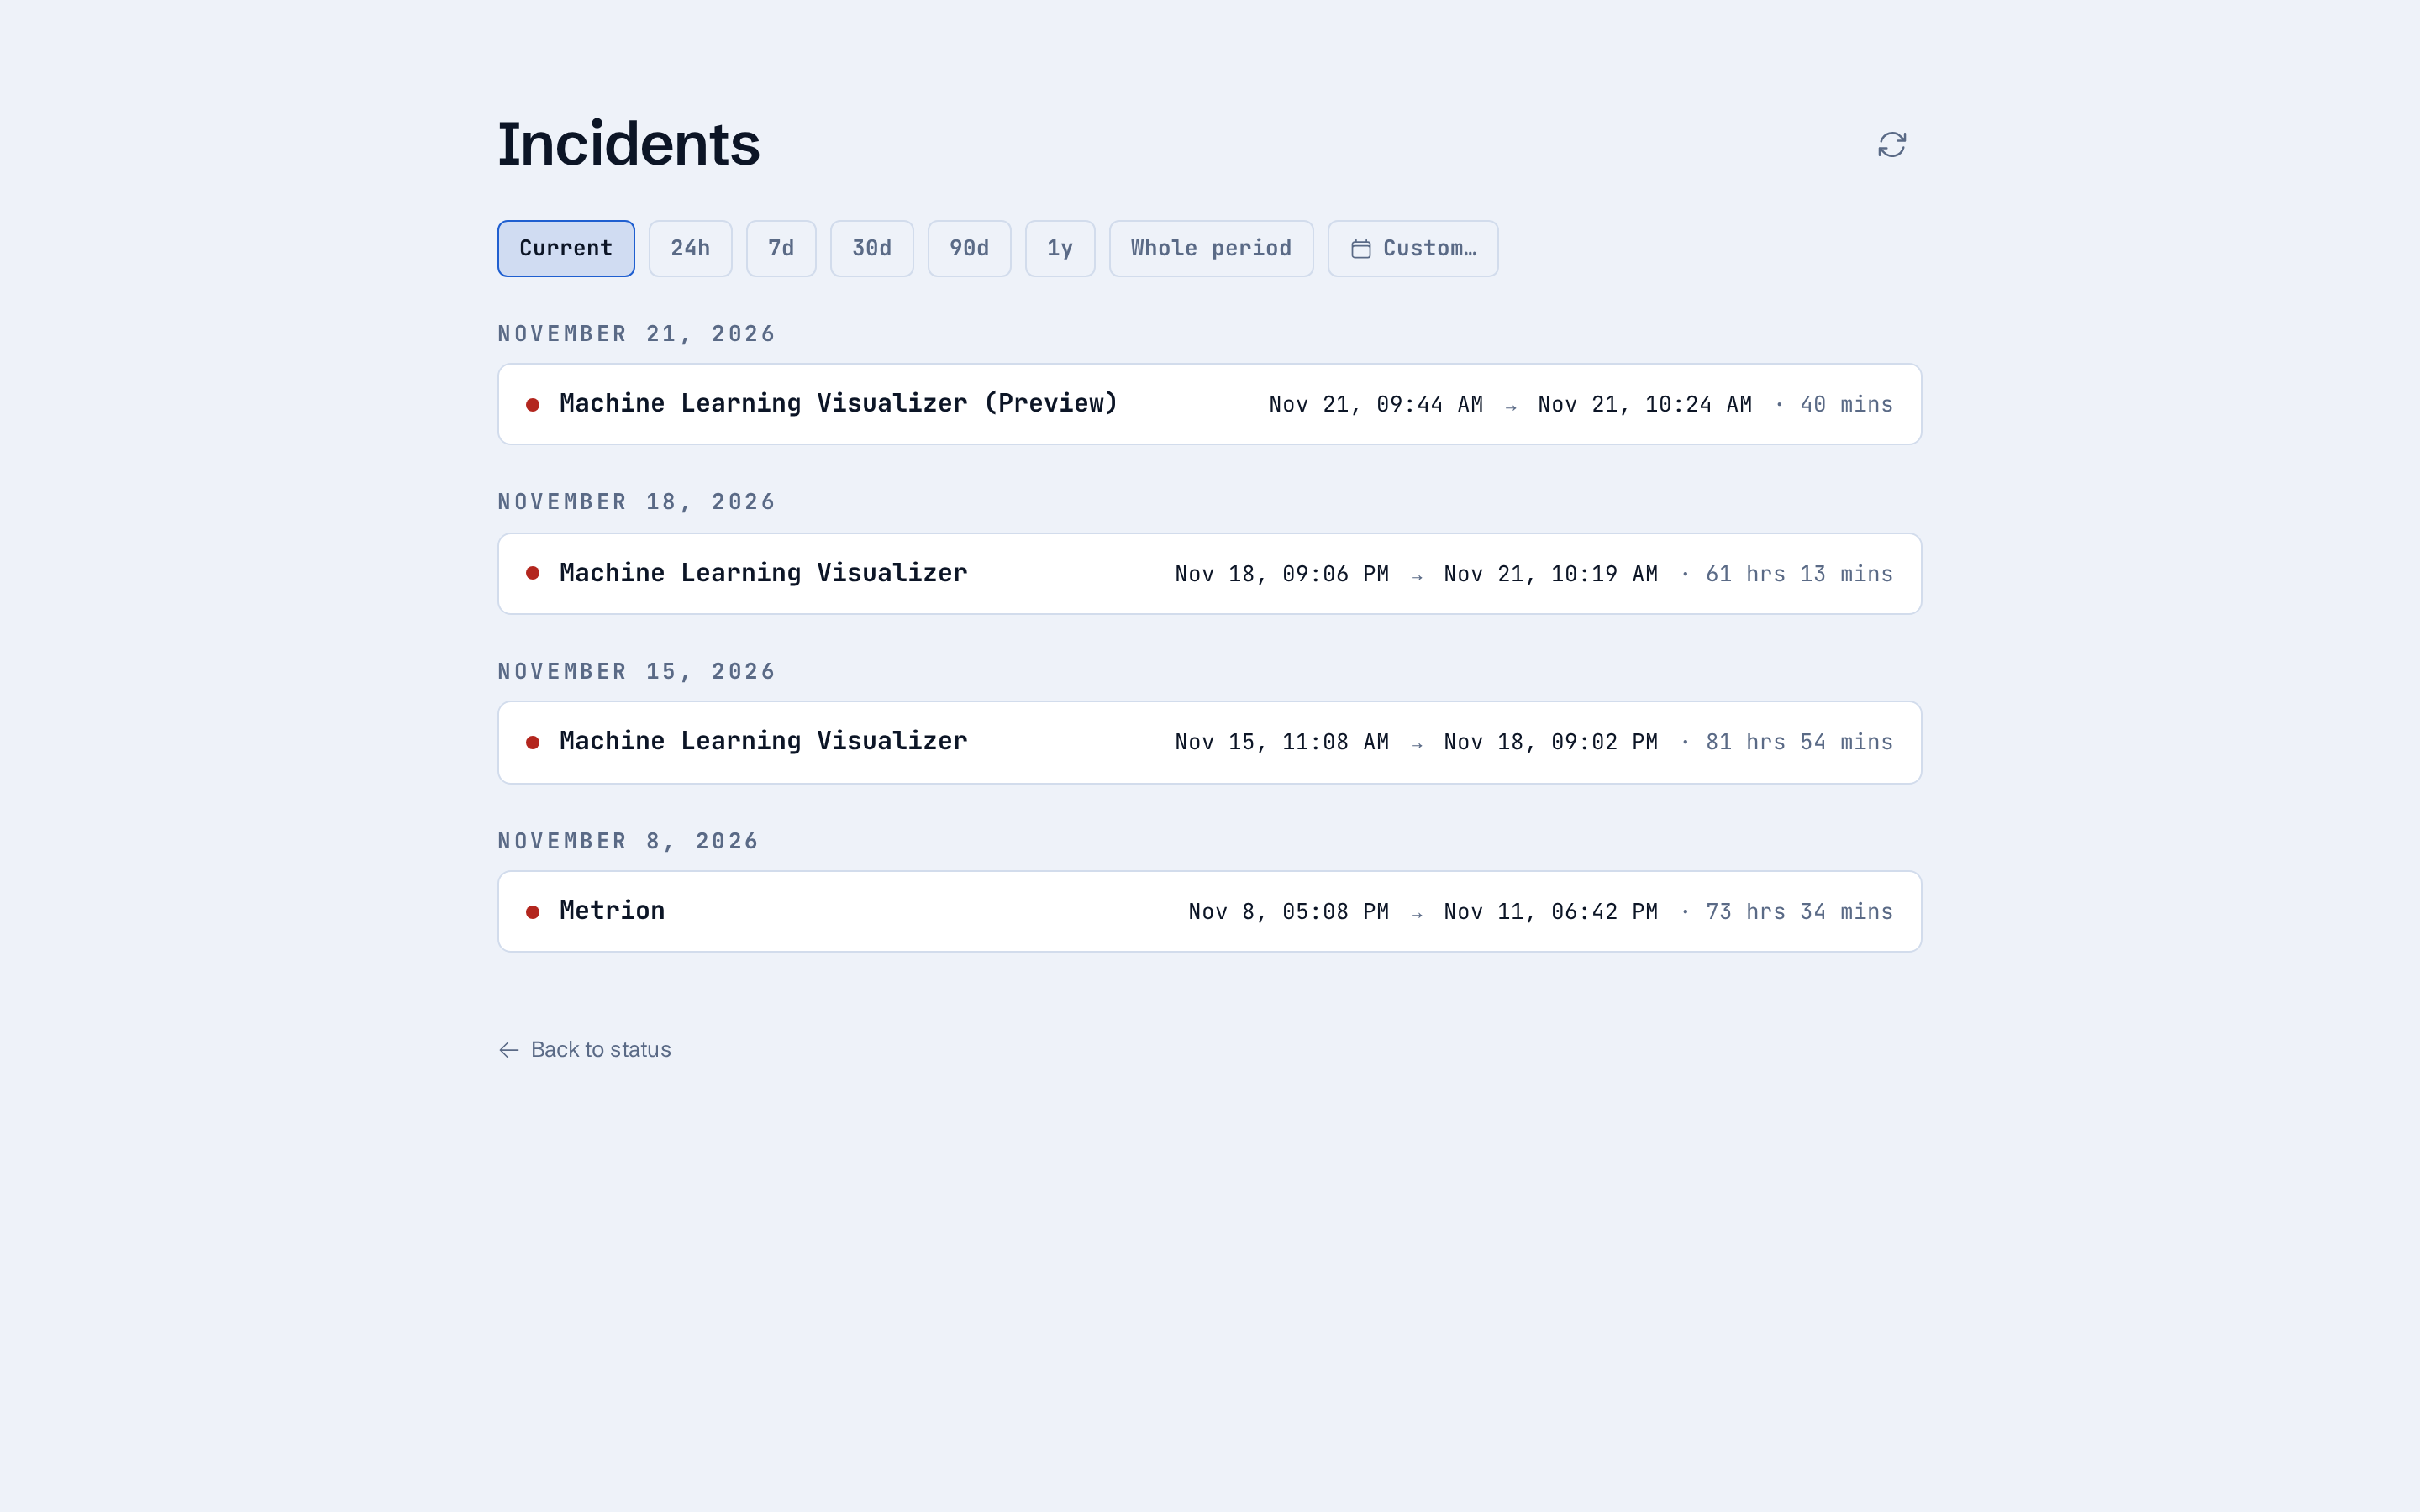 Incidents
Current 24h 7d 30d 90d 1y Whole period Custom…
NOVEMBER 21, 2026
Machine Learning Visualizer (Preview) Nov 21, 09:44 AM → Nov 21, 10:24 AM · 40 mins
NOVEMBER 18, 2026
Machine Learning Visualizer Nov 18, 09:06 PM → Nov 21, 10:19 AM · 61 hrs 13 mins
NOVEMBER 15, 2026
Machine Learning Visualizer Nov 15, 11:08 AM → Nov 18, 09:02 PM · 81 hrs 54 mins
NOVEMBER 8, 2026
Metrion Nov 8, 05:08 PM → Nov 11, 06:42 PM · 73 hrs 34 mins
← Back to status